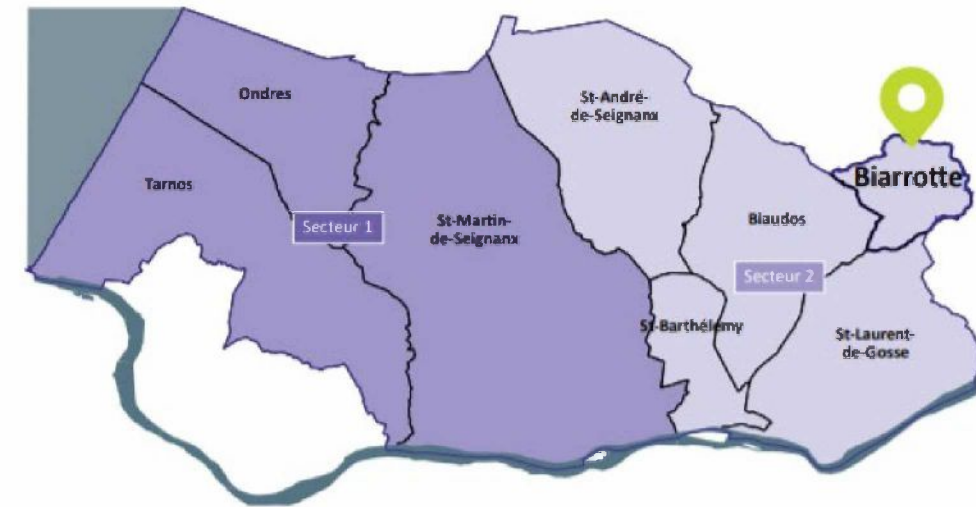 Ondres
St-André-
de-Seignanx
Tarnos
Biarrotte
Secteur 1
St-Martin-
de-Seignanx
Biaudos
Secteur 2
St-Barthélemy
St-Laurent-
de-Gosse